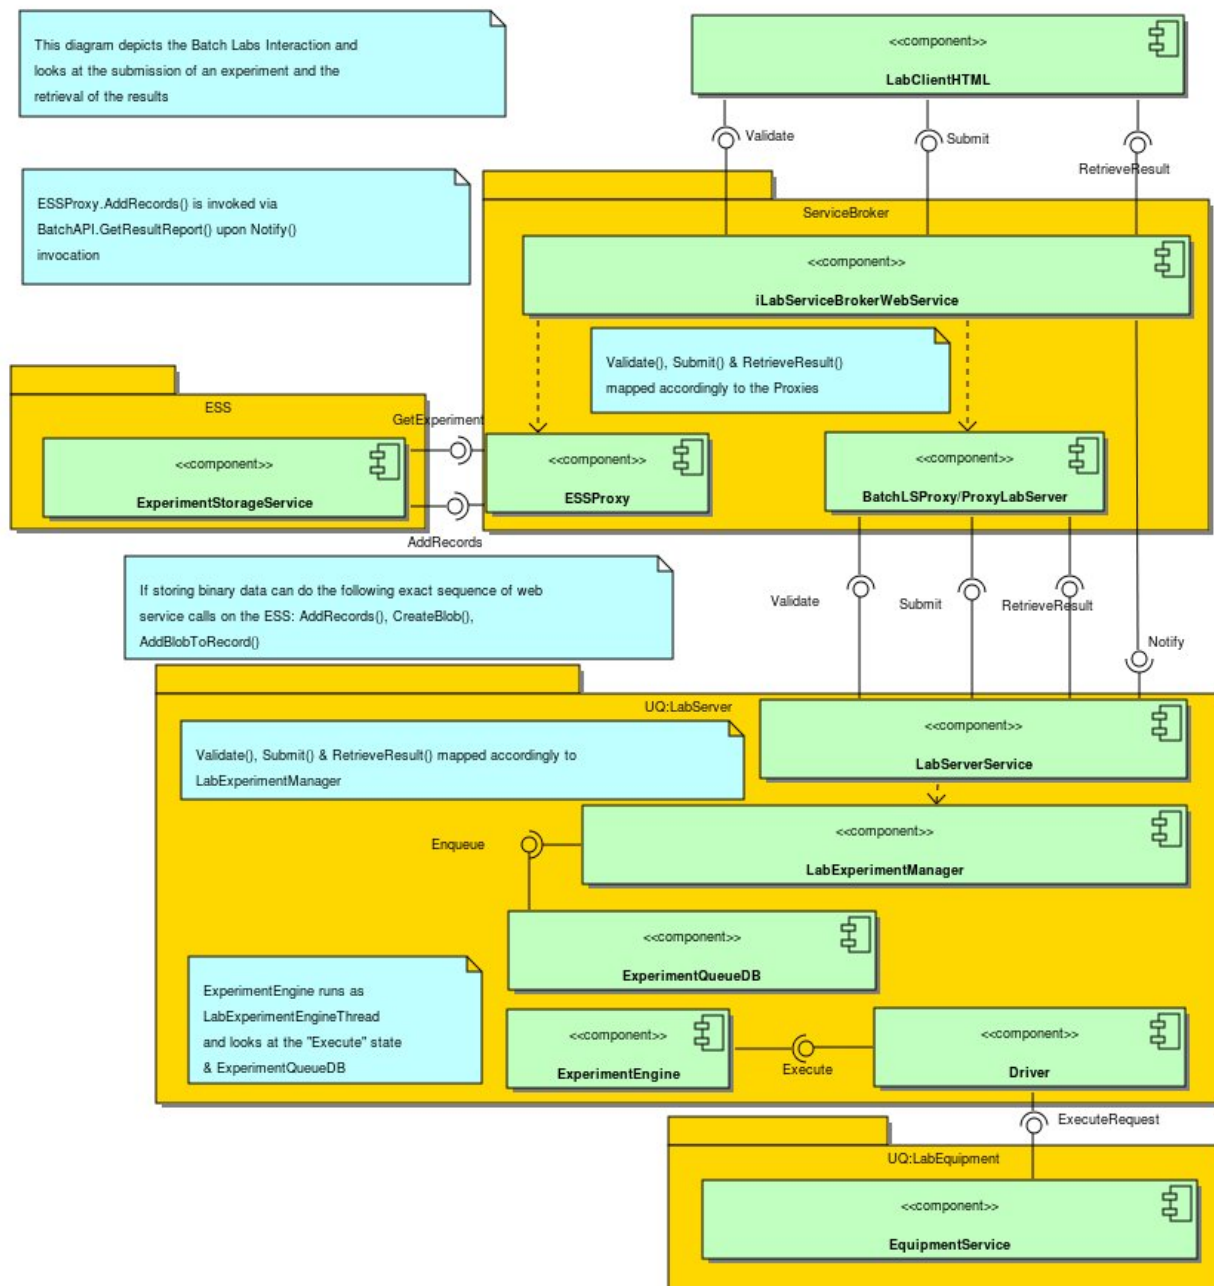 This diagram depicts the Batch Labs Interaction and
looks at the submission of an experiment and the
retrieval of the results
<<component>>
LabClientHTML
Validate
Submit
RetrieveResult
ESSProxy.AddRecords() is invoked via
BatchAPI.GetResultReport() upon Notify()
invocation
ServiceBroker
<<component>>
iLabServiceBrokerWebService
Validate(), Submit() & RetrieveResult()
mapped accordingly to the Proxies
ESS
GetExperiment
<<component>>
ExperimentStorageService
<<component>>
ESSProxy
<<component>>
BatchLSProxy/ProxyLabServer
AddRecords
If storing binary data can do the following exact sequence of web
service calls on the ESS: AddRecords(), CreateBlob(),
AddBlobToRecord()
Validate
Submit
RetrieveResult
Notify
UQ:LabServer
Validate(), Submit() & RetrieveResult() mapped accordingly to
LabExperimentManager
<<component>>
LabServerService
Enqueue
<<component>>
LabExperimentManager
<<component>>
ExperimentQueueDB
ExperimentEngine runs as
LabExperimentEngineThread
and looks at the "Execute" state
& ExperimentQueueDB
<<component>>
ExperimentEngine
Execute
<<component>>
Driver
ExecuteRequest
UQ:LabEquipment
<<component>>
EquipmentService